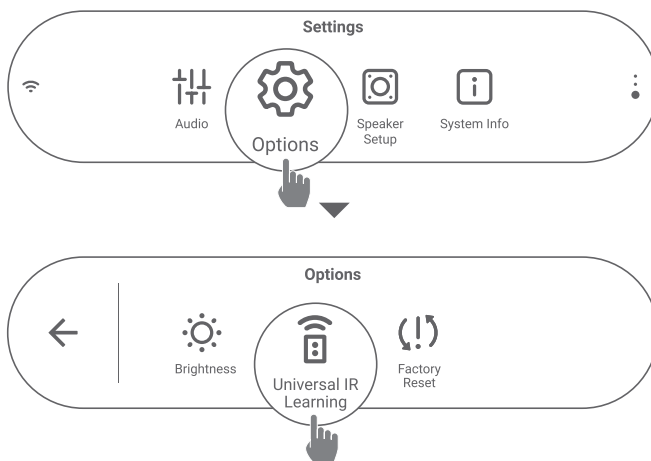 Settings
Audio
Options
Speaker
Setup
System Info
Options
Brightness
Universal IR
Learning
Factory
Reset